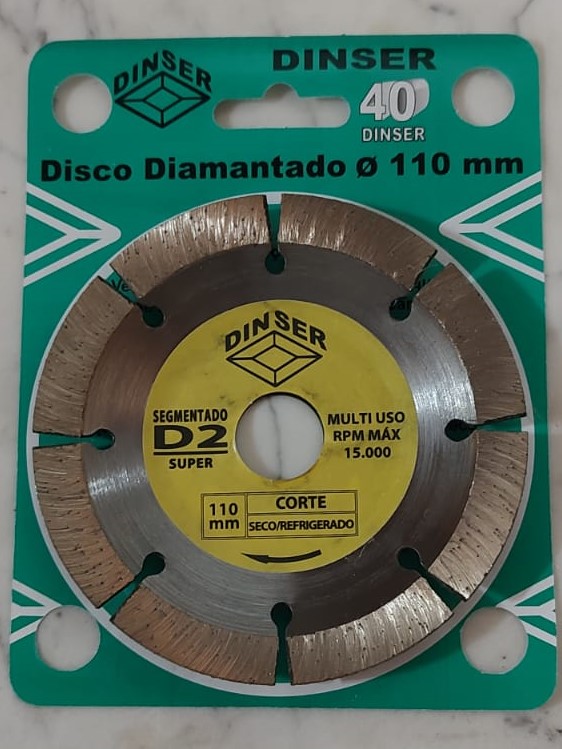 DINSER
DINSER
40
DINSER
Disco Diamantado ø 110 mm
DINSER
SEGMENTADO
D2
SUPER
MULTI USO
RPM MÁX
15.000
110
mm
CORTE
SECO/REFRIGERADO